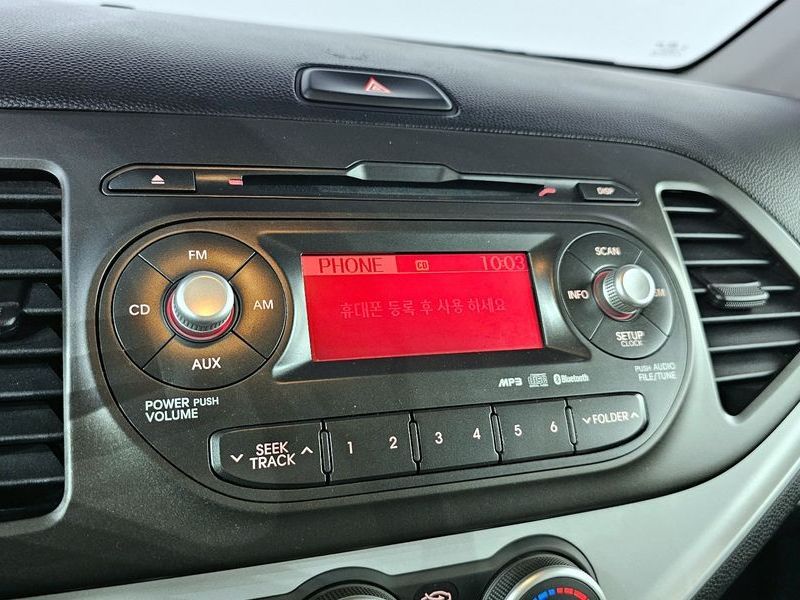 DISP
FM
CD
AM
AUX
POWER PUSH
VOLUME
PHONE CD 10:03
휴대폰 등록 후 사용 하세요
SCAN
INFO
SETUP
CLOCK
PUSH AUDIO
FILE/TUNE
MP3 Bluetooth
SEEK
TRACK
1 2 3 4 5 6
FOLDER